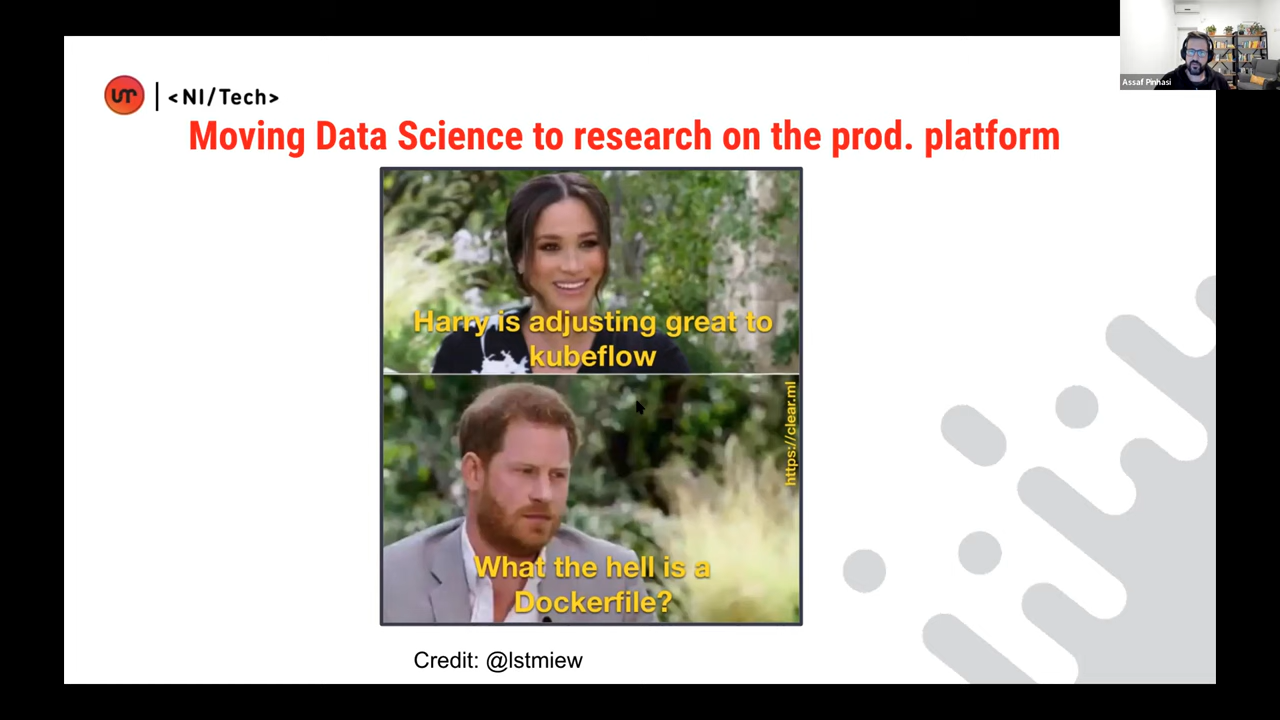 Assaf Pinhasi
<NI/Tech>
Moving Data Science to research on the prod. platform
Harry is adjusting great to
kubeflow
https://clear.ml
What the hell is a
Dockerfile?
Credit: @lstmiew